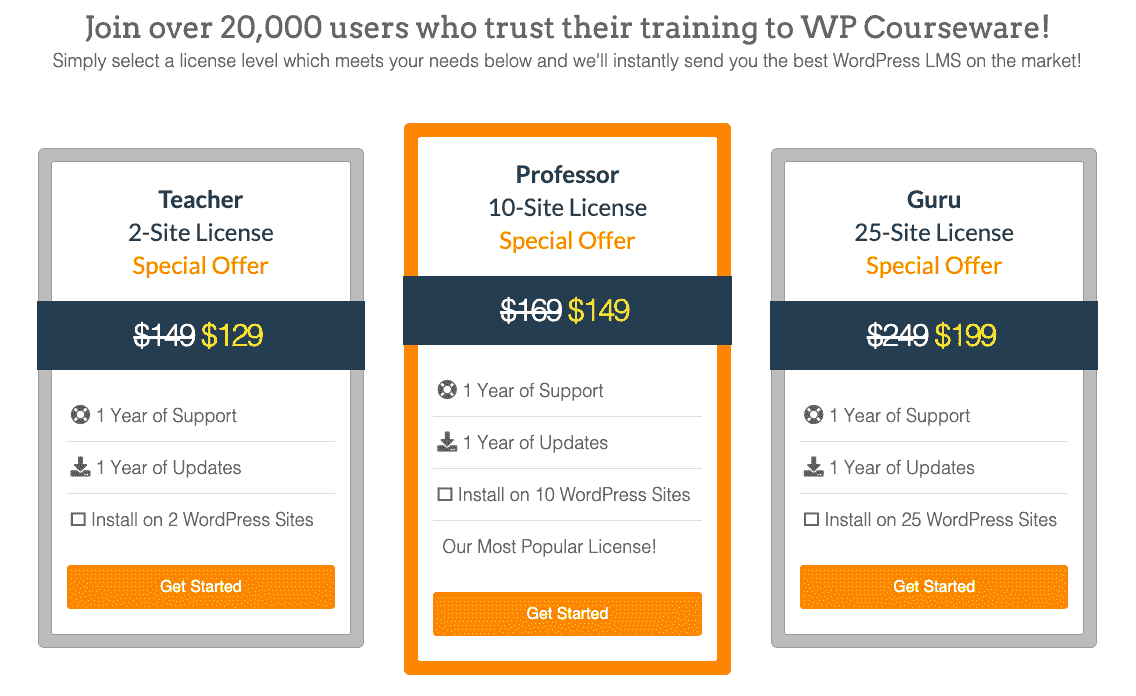 Join over 20,000 users who trust their training to WP Courseware!
Simply select a license level which meets your needs below and we'll instantly send you the best WordPress LMS on the market!
Teacher
2-Site License
Special Offer
$149 $129
1 Year of Support
1 Year of Updates
Install on 2 WordPress Sites
Get Started
Professor
10-Site License
Special Offer
$169 $149
1 Year of Support
1 Year of Updates
Install on 10 WordPress Sites
Our Most Popular License!
Get Started
Guru
25-Site License
Special Offer
$249 $199
1 Year of Support
1 Year of Updates
Install on 25 WordPress Sites
Get Started